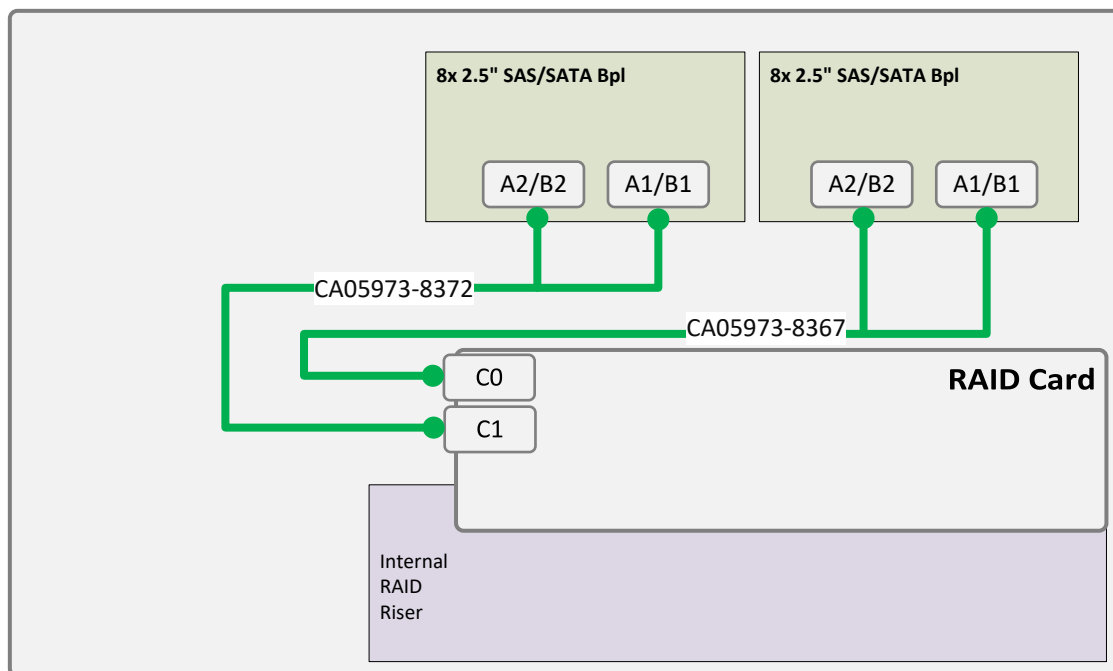 8x 2.5" SAS/SATA Bpl
8x 2.5" SAS/SATA Bpl
A2/B2
A1/B1
A2/B2
A1/B1
CA05973-8372
CA05973-8367
C0
RAID Card
C1
Internal
RAID
Riser